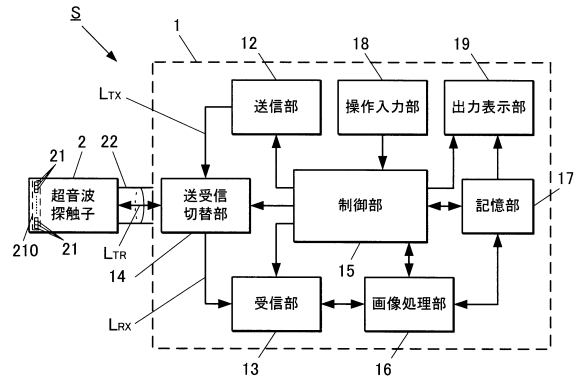 S
1
12
18
19
LTX
送信部
操作入力部
出力表示部
21
2
22
17
超音波
探触子
送受信
切替部
制御部
記憶部
210
21
LTR
14
15
LRX
受信部
画像処理部
13
16